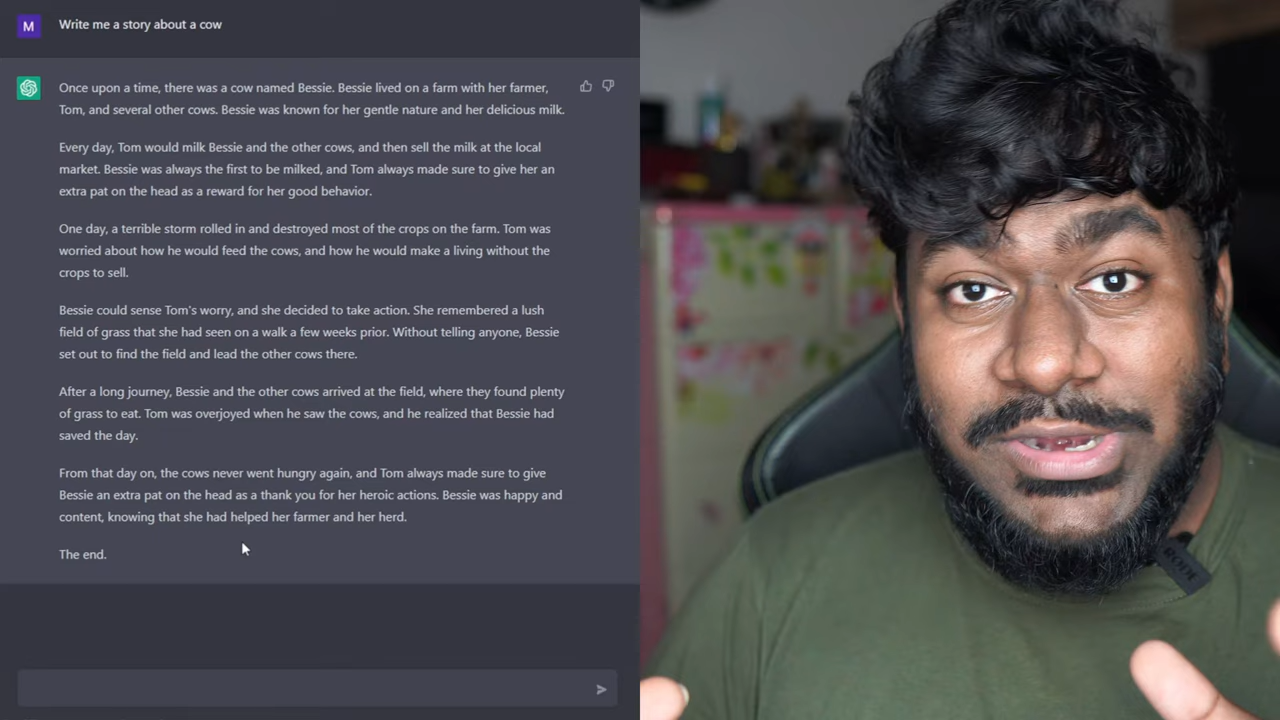 M
Write me a story about a cow
Once upon a time, there was a cow named Bessie. Bessie lived on a farm with her farmer,
Tom, and several other cows. Bessie was known for her gentle nature and her delicious milk.
Every day, Tom would milk Bessie and the other cows, and then sell the milk at the local
market. Bessie was always the first to be milked, and Tom always made sure to give her an
extra pat on the head as a reward for her good behavior.
One day, a terrible storm rolled in and destroyed most of the crops on the farm. Tom was
worried about how he would feed the cows, and how he would make a living without the
crops to sell.
Bessie could sense Tom's worry, and she decided to take action. She remembered a lush
field of grass that she had seen on a walk a few weeks prior. Without telling anyone, Bessie
set out to find the field and lead the other cows there.
After a long journey, Bessie and the other cows arrived at the field, where they found plenty
of grass to eat. Tom was overjoyed when he saw the cows, and he realized that Bessie had
saved the day.
From that day on, the cows never went hungry again, and Tom always made sure to give
Bessie an extra pat on the head as a thank you for her heroic actions. Bessie was happy and
content, knowing that she had helped her farmer and her herd.
The end.
RODE